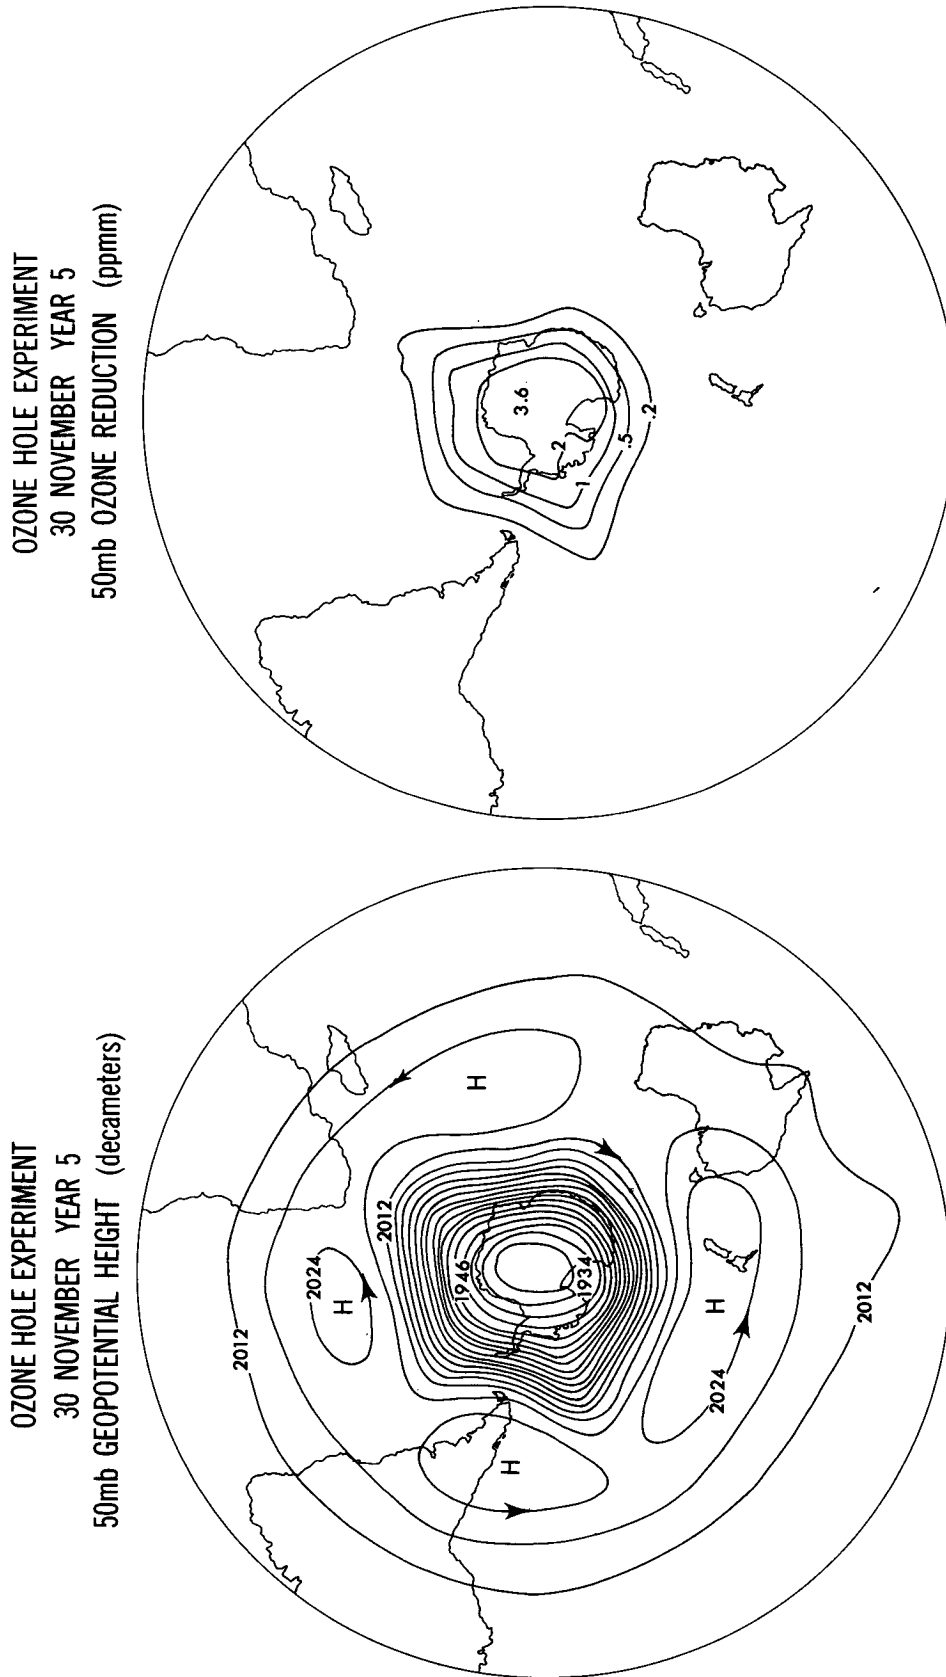 OZONE HOLE EXPERIMENT
30 NOVEMBER YEAR 5
50mb GEOPOTENTIAL HEIGHT (decameters)
2012
2024
H
2012
H
1946
1934
H
H
2024
2012
OZONE HOLE EXPERIMENT
30 NOVEMBER YEAR 5
50mb OZONE REDUCTION (ppmm)
3.6
2
1
.5
.2